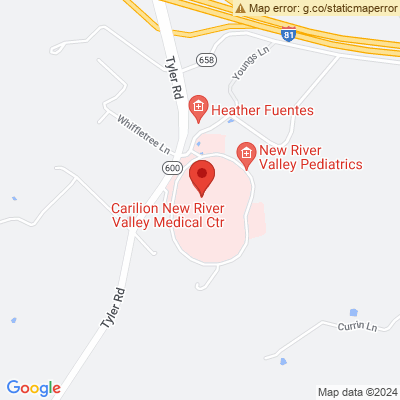 Map error: g.co/staticmaperror
81
658
Youngs Ln
Tyler Rd
Heather Fuentes
Whiffletree Ln
New River
Valley Pediatrics
600
Carilion New River
Valley Medical Ctr
Tyler Rd
Currin Ln
Google
Map data ©2024